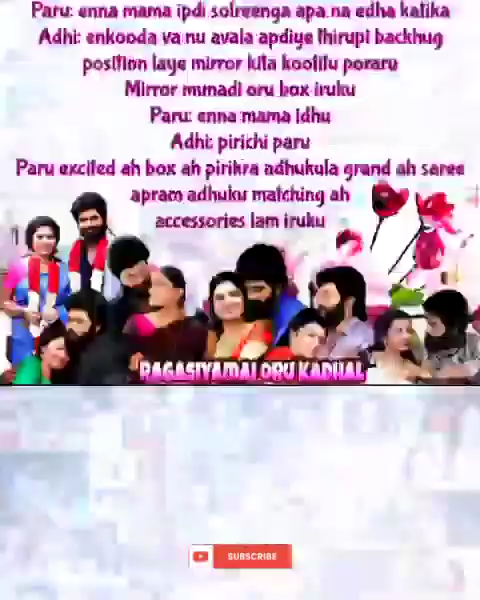 Paru: enna mama ipdi solreenga apa na edha katika
Adhi: enkooda va nu avala apdiye thirupi backhug
position laye mirror kita kootitu poraru
Mirror munadi oru box iruku
Paru: enna mama idhu
Adhi: pirichi paru
Paru excited ah box ah pirikra adhukula grand ah saree
apram adhuku matching ah
accessories lam iruku
RAGASIYAMAI ORU KADHAL
SUBSCRIBE